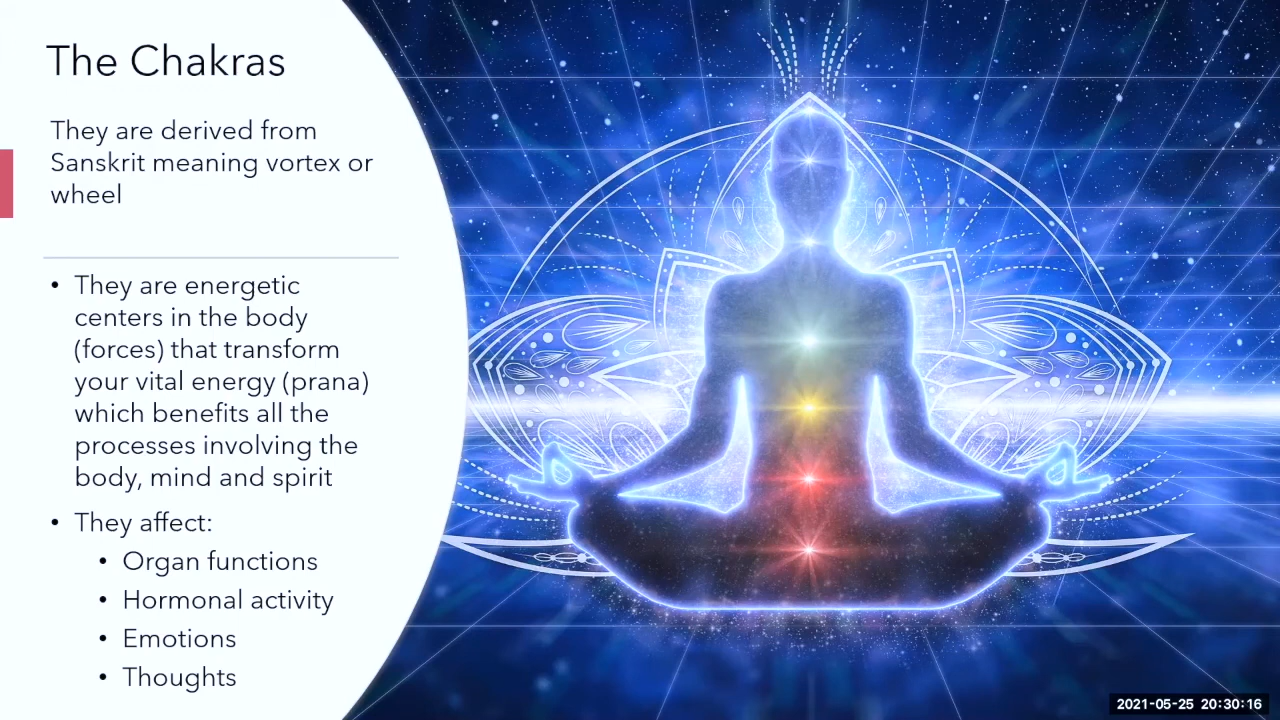 The Chakras
They are derived from
Sanskrit meaning vortex or
wheel
• They are energetic
centers in the body
(forces) that transform
your vital energy (prana)
which benefits all the
processes involving the
body, mind and spirit
• They affect:
• Organ functions
• Hormonal activity
• Emotions
• Thoughts
2021-05-25 20:30:16